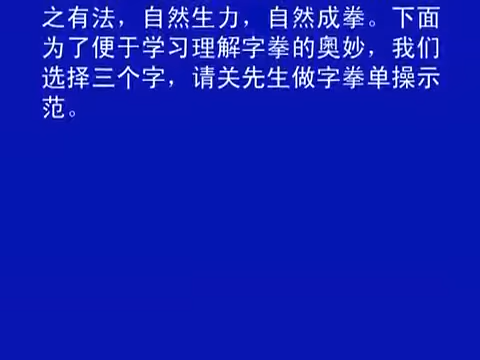 之有法，自然生力，自然成拳。下面
为了便于学习理解字拳的奥妙，我们
选择三个字，请关先生做字拳单操示
范。